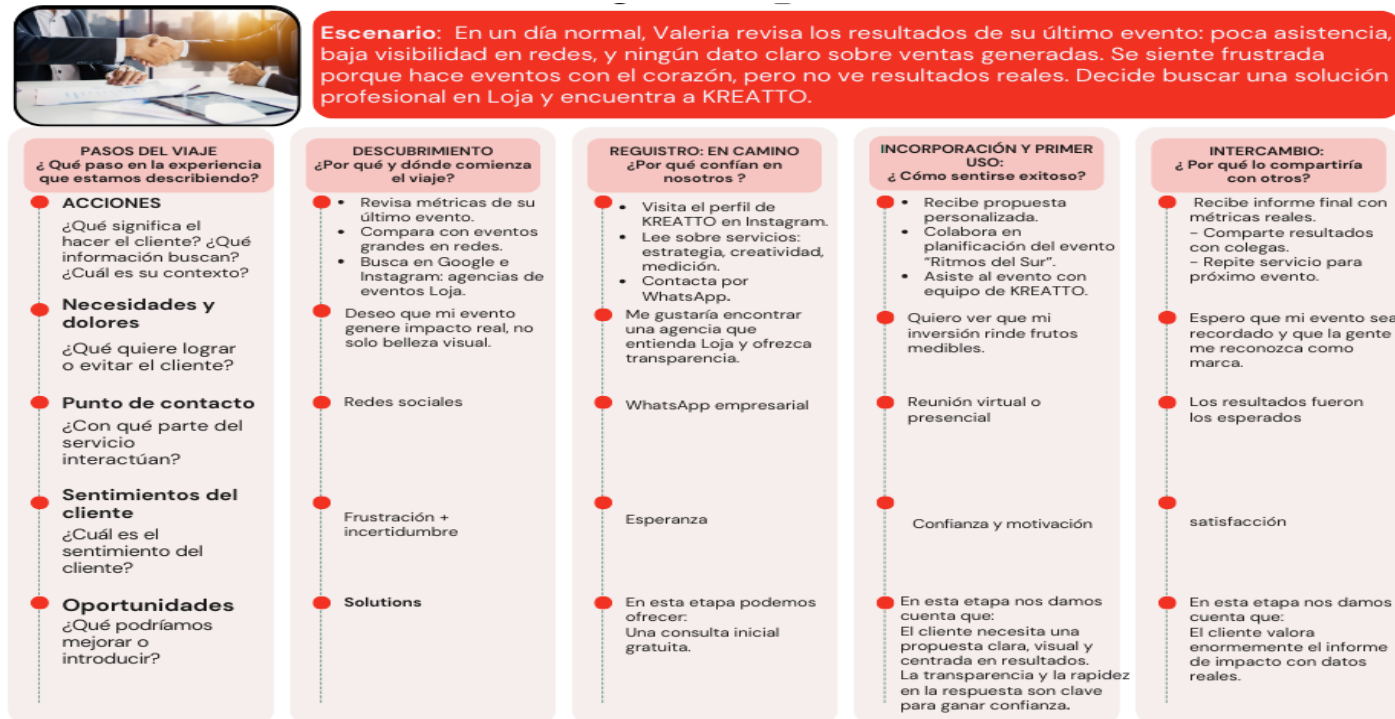 Escenario: En un día normal, Valeria revisa los resultados de su último evento: poca asistencia,
baja visibilidad en redes, y ningún dato claro sobre ventas generadas. Se siente frustrada
porque hace eventos con el corazón, pero no ve resultados reales. Decide buscar una solución
profesional en Loja y encuentra a KREATTO.
PASOS DEL VIAJE
¿ Qué paso en la experiencia
que estamos describiendo?
ACCIONES
¿Qué significa el
hacer el cliente? ¿Qué
información buscan?
¿Cuál es su contexto?
Necesidades y
dolores
¿Qué quiere lograr
o evitar el cliente?
Punto de contacto
¿Con qué parte del
servicio
interactúan?
Sentimientos del
cliente
¿Cuál es el
sentimiento del
cliente?
Oportunidades
¿Qué podríamos
mejorar o
introducir?
DESCUBRIMIENTO
¿Por qué y dónde comienza
el viaje?
• Revisa métricas de su
último evento.
• Compara con eventos
grandes en redes.
• Busca en Google e
Instagram: agencias de
eventos Loja.
Deseo que mi evento
genere impacto real, no
solo belleza visual.
Redes sociales
Frustración +
incertidumbre
Solutions
REGUISTRO: EN CAMINO
¿Por qué confían en
nosotros ?
• Visita el perfil de
KREATTO en Instagram.
• Lee sobre servicios:
estrategia, creatividad,
medición.
• Contacta por
WhatsApp.
Me gustaría encontrar
una agencia que
entienda Loja y ofrezca
transparencia.
WhatsApp empresarial
Esperanza
En esta etapa podemos
ofrecer:
Una consulta inicial
gratuita.
INCORPORACIÓN Y PRIMER
USO:
¿ Cómo sentirse exitoso?
• Recibe propuesta
personalizada.
• Colabora en
planificación del evento
“Ritmos del Sur”.
• Asiste al evento con
equipo de KREATTO.
Quiero ver que mi
inversión rinde frutos
medibles.
Reunión virtual o
presencial
Confianza y motivación
En esta etapa nos damos
cuenta que:
El cliente necesita una
propuesta clara, visual y
centrada en resultados.
La transparencia y la rapidez
en la respuesta son clave
para ganar confianza.
INTERCAMBIO:
¿ Por qué lo compartiría
con otros?
Recibe informe final con
métricas reales.
- Comparte resultados
con colegas.
- Repite servicio para
próximo evento.
Espero que mi evento sea
recordado y que la gente
me reconozca como
marca.
Los resultados fueron
los esperados
satisfacción
En esta etapa nos damos
cuenta que:
El cliente valora
enormemente el informe
de impacto con datos
reales.